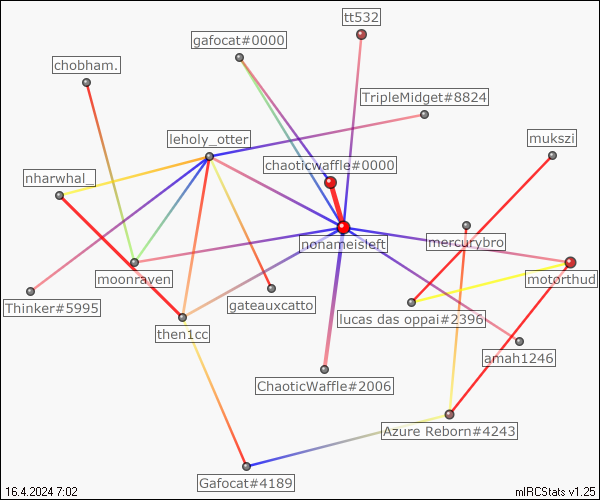 tt532
gafocat#0000
chobham.
TripleMidget#8824
leholy_otter
mukszi
chaoticwaffle#0000
nharwhal_
nonameisleft
mercurybro
moonraven
motorthud
Thinker#5995
gateauxcatto
lucas das oppai#2396
then1cc
amah1246
ChaoticWaffle#2006
Azure Reborn#4243
Gafocat#4189
16.4.2024 7:02
mIRCStats v1.25